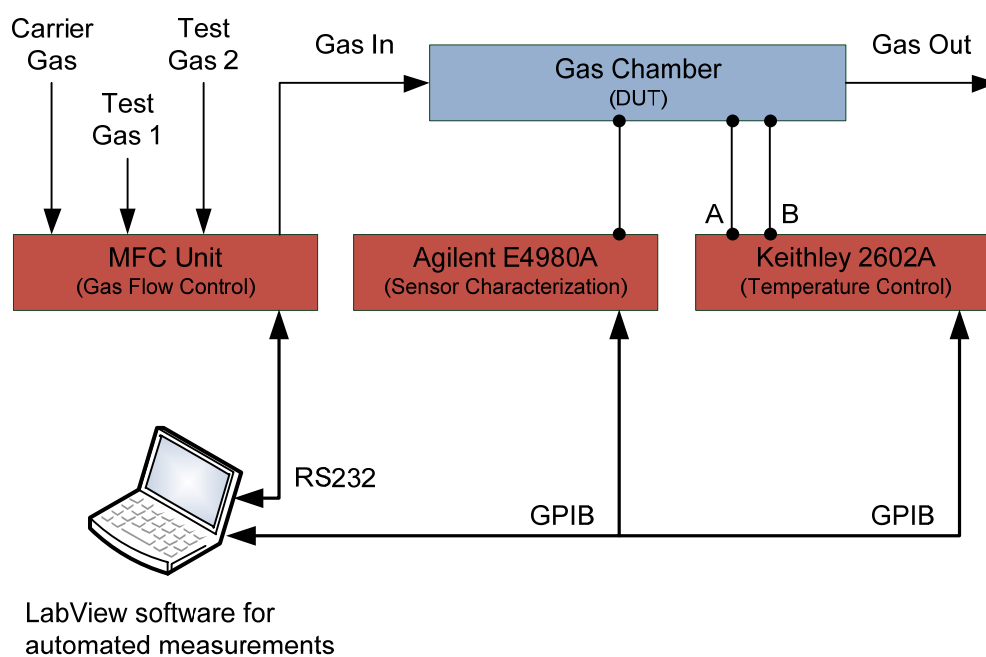 Carrier
Gas
Test
Gas 1
Test
Gas 2
Gas In
Gas Chamber
(DUT)
Gas Out
A
B
MFC Unit
(Gas Flow Control)
Agilent E4980A
(Sensor Characterization)
Keithley 2602A
(Temperature Control)
RS232
GPIB
GPIB
LabView software for
automated measurements